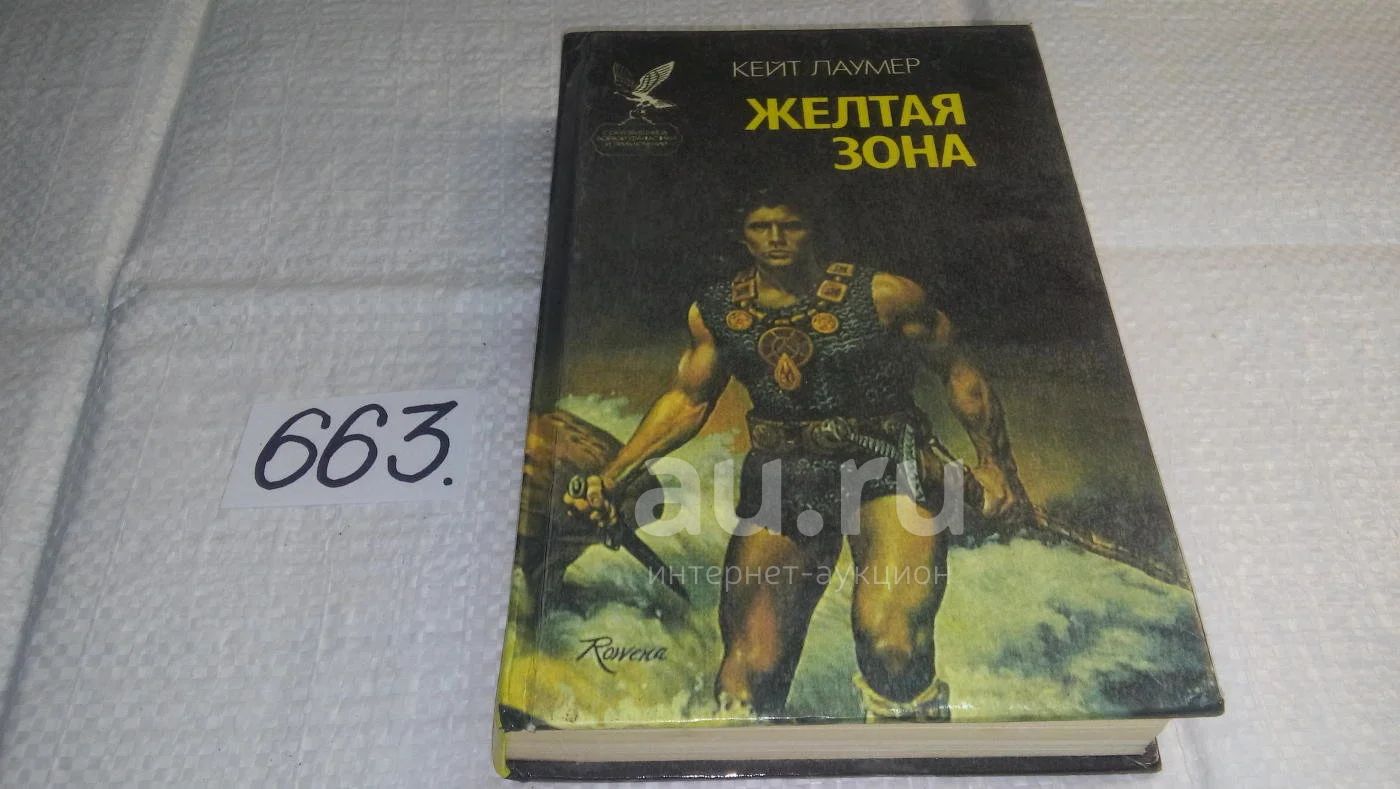 КЕЙТ ЛАУМЕР
ЖЕЛТАЯ
ЗОНА
663.
au.ru
интернет-аукцион
Rowena